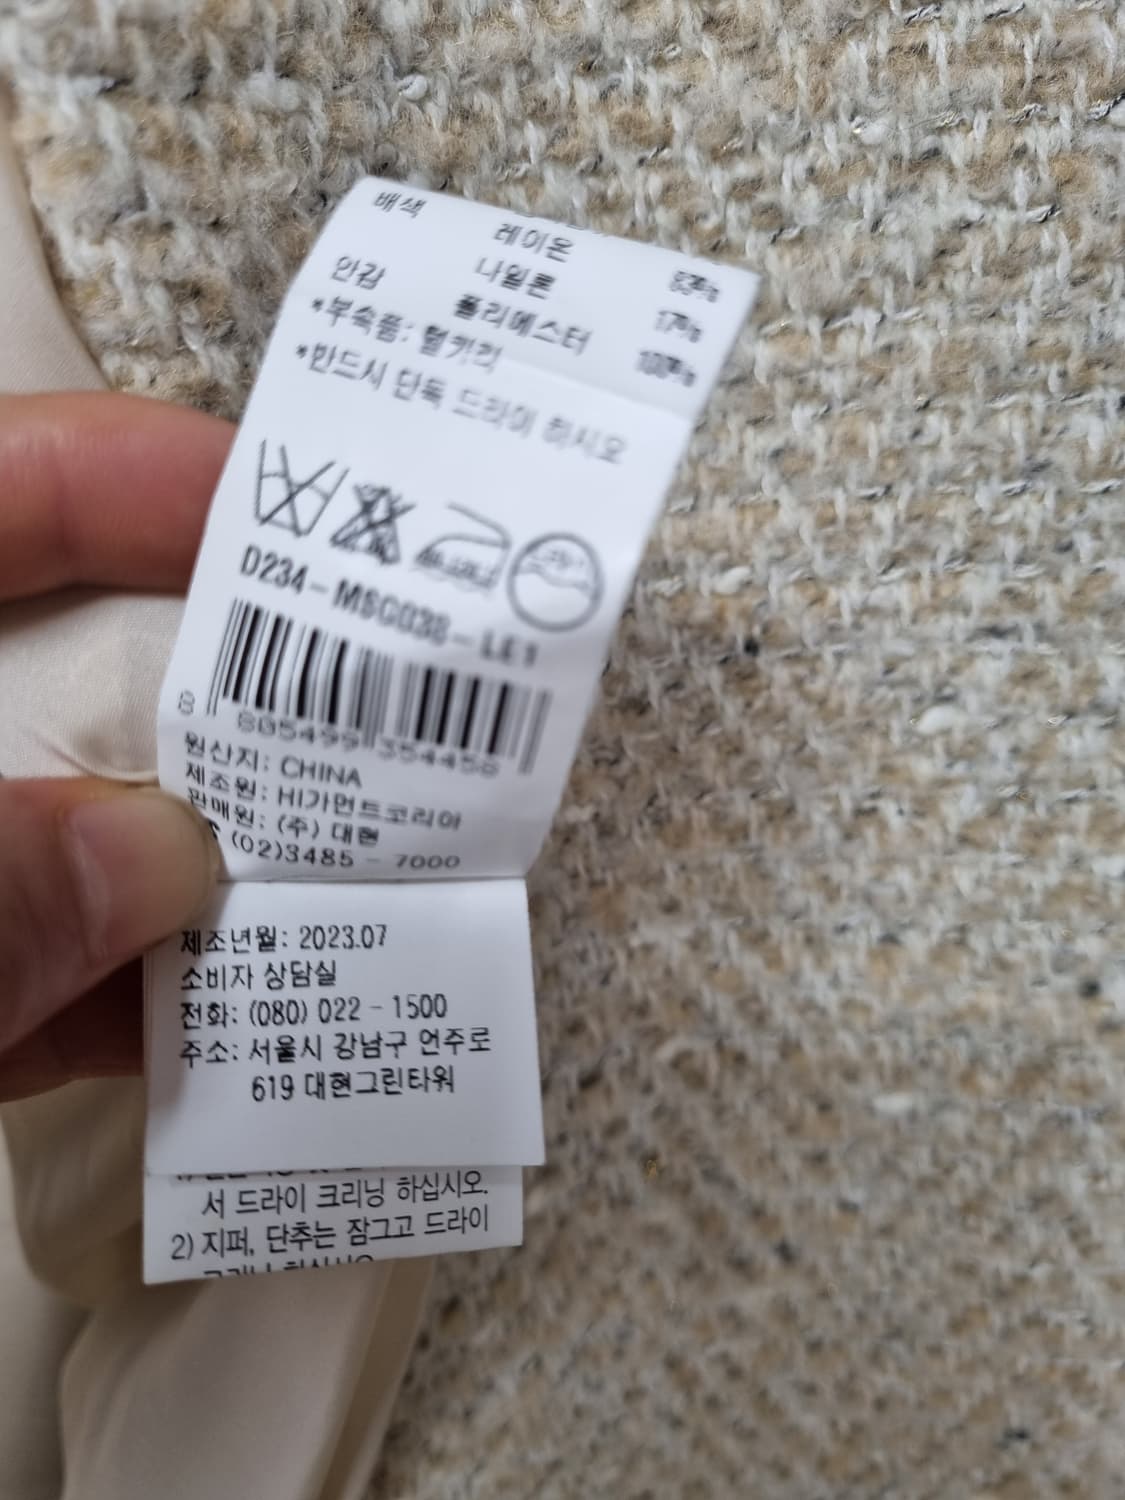 배색
레이온 83%
나일론 17%
안감 폴리에스터 100%
*부속품: 털카라
*반드시 단독 드라이 하시오
D234-MSC038-LE1
8 805499 354458
원산지: CHINA
제조원: HI가먼트코리아
판매원: (주) 대현
(02)3485 - 7000
제조년월: 2023.07
소비자 상담실
전화: (080) 022 - 1500
주소: 서울시 강남구 언주로
619 대현그린타워
서 드라이 크리닝 하십시오.
2) 지퍼, 단추는 잠그고 드라이